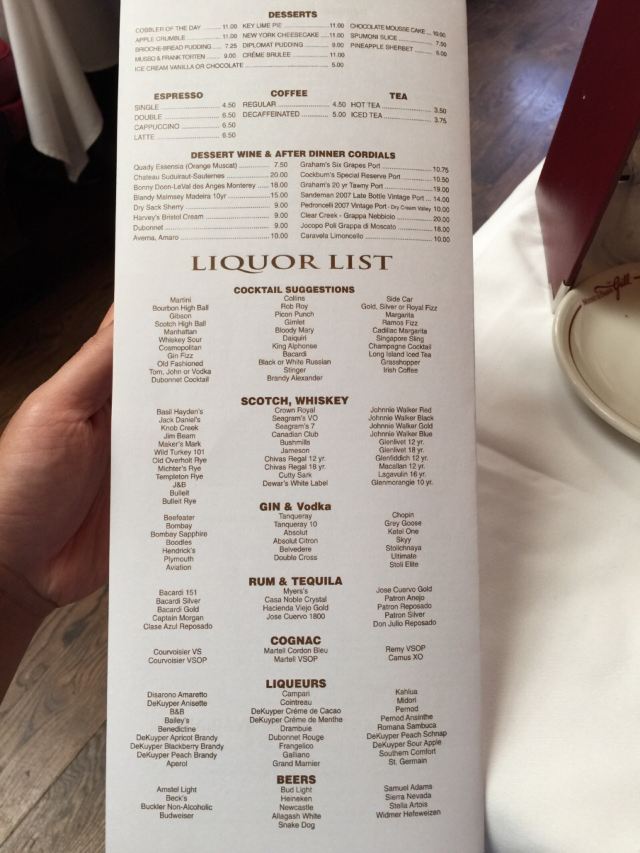 DESSERTS
COBBLER OF THE DAY ........ 11.00 KEY LIME PIE .................... 11.00 CHOCOLATE MOUSSE CAKE ... 10.00
APPLE CRUMBLE ............... 11.00 NEW YORK CHEESECAKE ... 11.00 SPUMONI SLICE ................ 7.50
BRIOCHE-BREAD PUDDING ..... 7.25 DIPLOMAT PUDDING ........... 9.00 PINEAPPLE SHERBET ........ 5.00
MUSSO & FRANK TORTEN .... 9.00 CRÈME BRULEE ................. 11.00
ICE CREAM VANILLA OR CHOCOLATE .............................. 5.00
ESPRESSO COFFEE TEA
SINGLE ........................ 4.50 REGULAR ........................ 4.50 HOT TEA ........................ 3.50
DOUBLE ........................ 6.50 DECAFFEINATED ............ 5.00 ICED TEA ........................ 3.75
CAPPUCCINO ................ 6.50
LATTE ........................ 6.50
DESSERT WINE & AFTER DINNER CORDIALS
Quady Essensia (Orange Muscat) ............ 7.50 Graham's Six Grapes Port ............ 10.75
Chateau Suduiraut-Sauternes ............ 20.00 Cockburn's Special Reserve Port ............ 10.50
Bonny Doon-Leval des Anges Monterey ..... 18.00 Graham's 20 yr Tawny Port ............ 19.00
Blandy Malmsey Madeira 10yr ............ 15.00 Sandeman 2007 Late Bottle Vintage Port .... 14.00
Dry Sack Sherry ............ 9.00 Pedroncelli 2007 Vintage Port - Dry Creek Valley 10.00
Harvey's Bristol Cream ............ 9.00 Clear Creek - Grappa Nebbioio ............ 20.00
Dubonnet ............ 9.00 Jocopo Poli Grappa di Moscato ............ 18.00
Averna, Amaro ............ 10.00 Caravela Limoncello ............ 10.00
LIQUOR LIST
COCKTAIL SUGGESTIONS
Martini Collins Side Car
Bourbon High Ball Rob Roy Gold, Silver or Royal Fizz
Gibson Picon Punch Margarita
Scotch High Ball Gimlet Ramos Fizz
Manhattan Bloody Mary Cadillac Margarita
Whiskey Sour Daiquiri Singapore Sling
Cosmopolitan King Alphonse Champagne Cocktail
Gin Fizz Bacardi Long Island Iced Tea
Old Fashioned Black or White Russian Grasshopper
Tom, John or Vodka Stinger Irish Coffee
Dubonnet Cocktail Brandy Alexander
SCOTCH, WHISKEY
Basil Hayden's Crown Royal Johnnie Walker Red
Jack Daniel's Seagram's VO Johnnie Walker Black
Knob Creek Seagram's 7 Johnnie Walker Gold
Jim Beam Canadian Club Johnnie Walker Blue
Maker's Mark Bushmills Glenlivet 12 yr.
Wild Turkey 101 Jameson Glenlivet 18 yr.
Old Overholt Rye Chivas Regal 12 yr. Glenfiddich 12 yr.
Michter's Rye Chivas Regal 18 yr. Macallan 12 yr.
Templeton Rye Cutty Sark Lagavulin 16 yr.
J&B Dewar's White Label Glenmorangie 10 yr.
Bulleit
Bulleit Rye
GIN & Vodka
Beefeater Tanqueray Chopin
Bombay Tanqueray 10 Grey Goose
Bombay Sapphire Absolut Ketel One
Boodles Absolut Citron Skyy
Hendrick's Belvedere Stolichnaya
Plymouth Double Cross Ultimate
Aviation Stoli Elite
RUM & TEQUILA
Bacardi 151 Myers's Jose Cuervo Gold
Bacardi Silver Casa Noble Crystal Patron Anejo
Bacardi Gold Hacienda Viejo Gold Patron Reposado
Captain Morgan Jose Cuervo 1800 Patron Silver
Clase Azul Reposado Don Julio Reposado
COGNAC
Courvoisier VS Martell Cordon Bleu Remy VSOP
Courvoisier VSOP Martell VSOP Camus XO
LIQUEURS
Disarono Amaretto Campari Kahlua
DeKuyper Anisette Cointreau Midori
B&B DeKuyper Créme de Cacao Pernod
Bailey's DeKuyper Créme de Menthe Pernod Ansinthe
Benedictine Drambuie Romana Sambuca
DeKuyper Apricot Brandy Dubonnet Rouge DeKuyper Peach Schnap
DeKuyper Blackberry Brandy Frangelico DeKuyper Sour Apple
DeKuyper Peach Brandy Galliano Southern Comfort
Aperol Grand Marnier St. Germain
BEERS
Amstel Light Bud Light Samuel Adams
Beck's Heineken Sierra Nevada
Buckler Non-Alcoholic Newcastle Stella Artois
Budweiser Allagash White Widmer Hefeweizen
Snake Dog
Grill